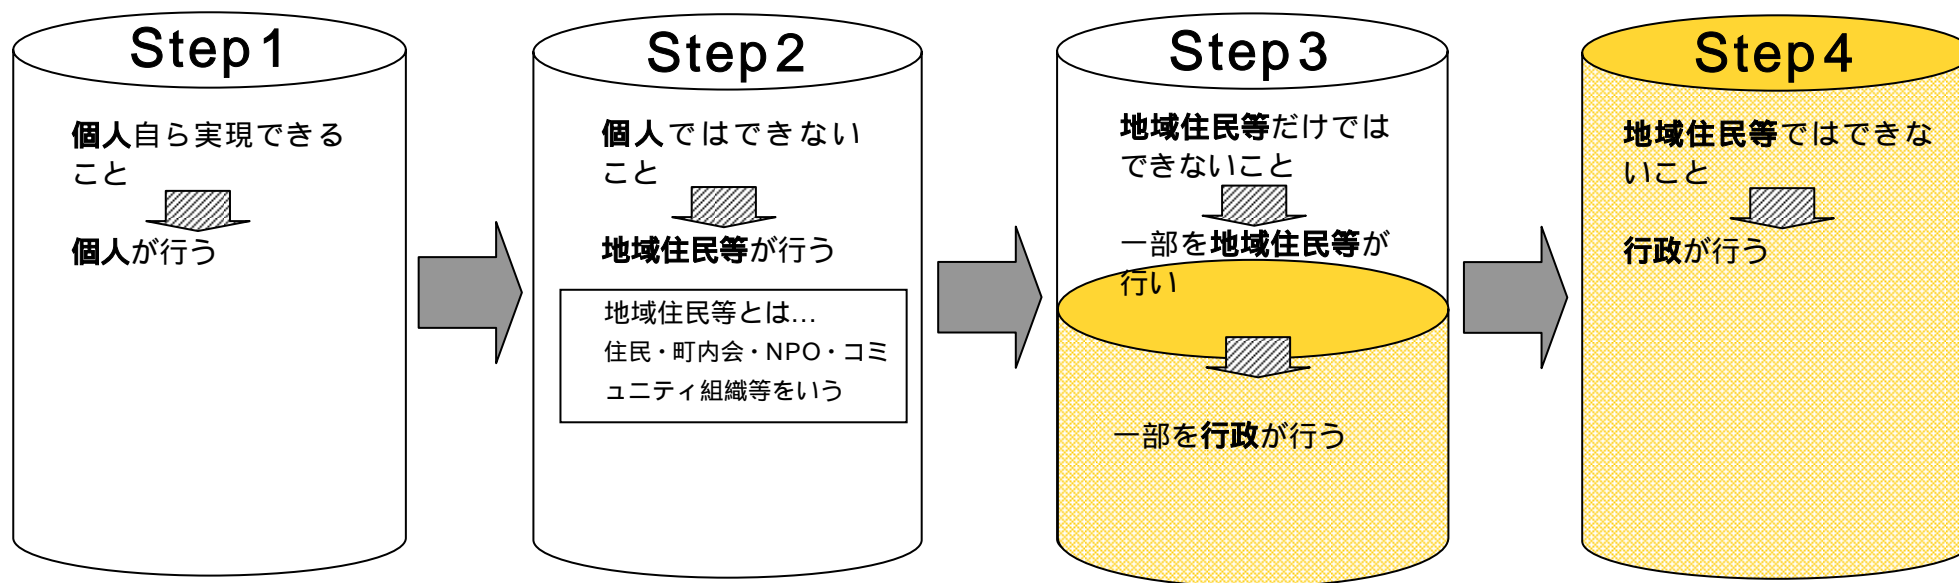 Step1
個人自ら実現できる
こと
個人が行う
Step2
個人ではできない
こと
地域住民等が行う
地域住民等とは…
住民・町内会・NPO・コミ
ュニティ組織等をいう
Step3
地域住民等だけでは
できないこと
一部を地域住民等が
行い
一部を行政が行う
Step4
地域住民等ではできな
いこと
行政が行う